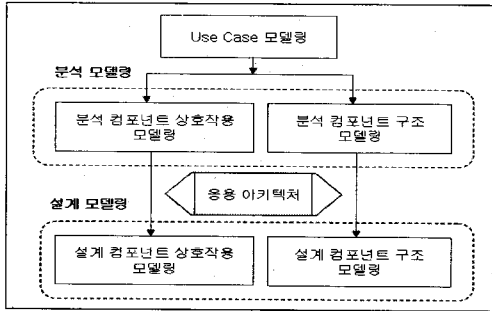 Use Case 모델링
분석 모델링
분석 컴포넌트 상호작용
모델링
분석 컴포넌트 구조
모델링
응용 아키텍처
설계 모델링
설계 컴포넌트 상호작용
모델링
설계 컴포넌트 구조
모델링